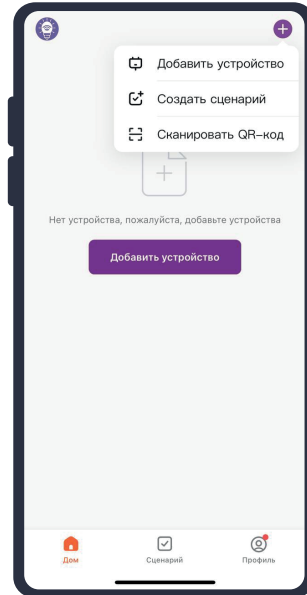 Добавить устройство
Создать сценарий
Сканировать QR-код
Нет устройства, пожалуйста, добавьте устройства
Добавить устройство
Дом
Сценарий
Профиль